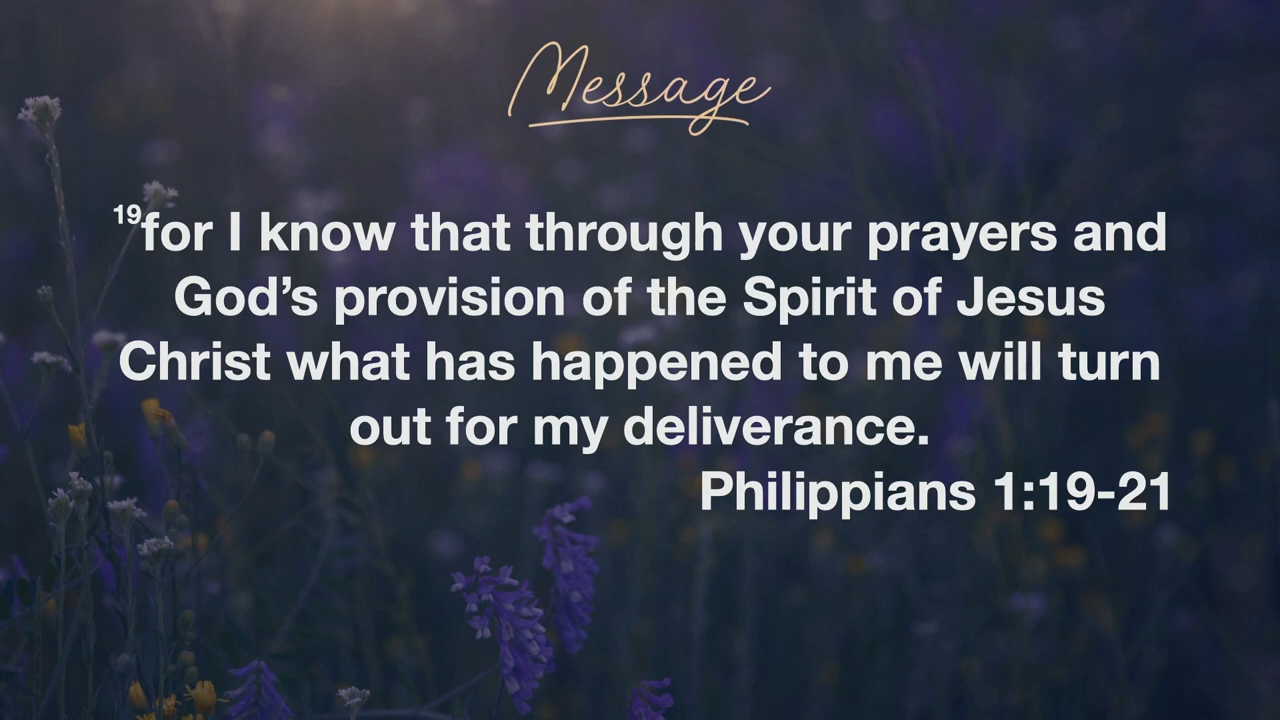 Message
19for I know that through your prayers and
God’s provision of the Spirit of Jesus
Christ what has happened to me will turn
out for my deliverance.
Philippians 1:19-21